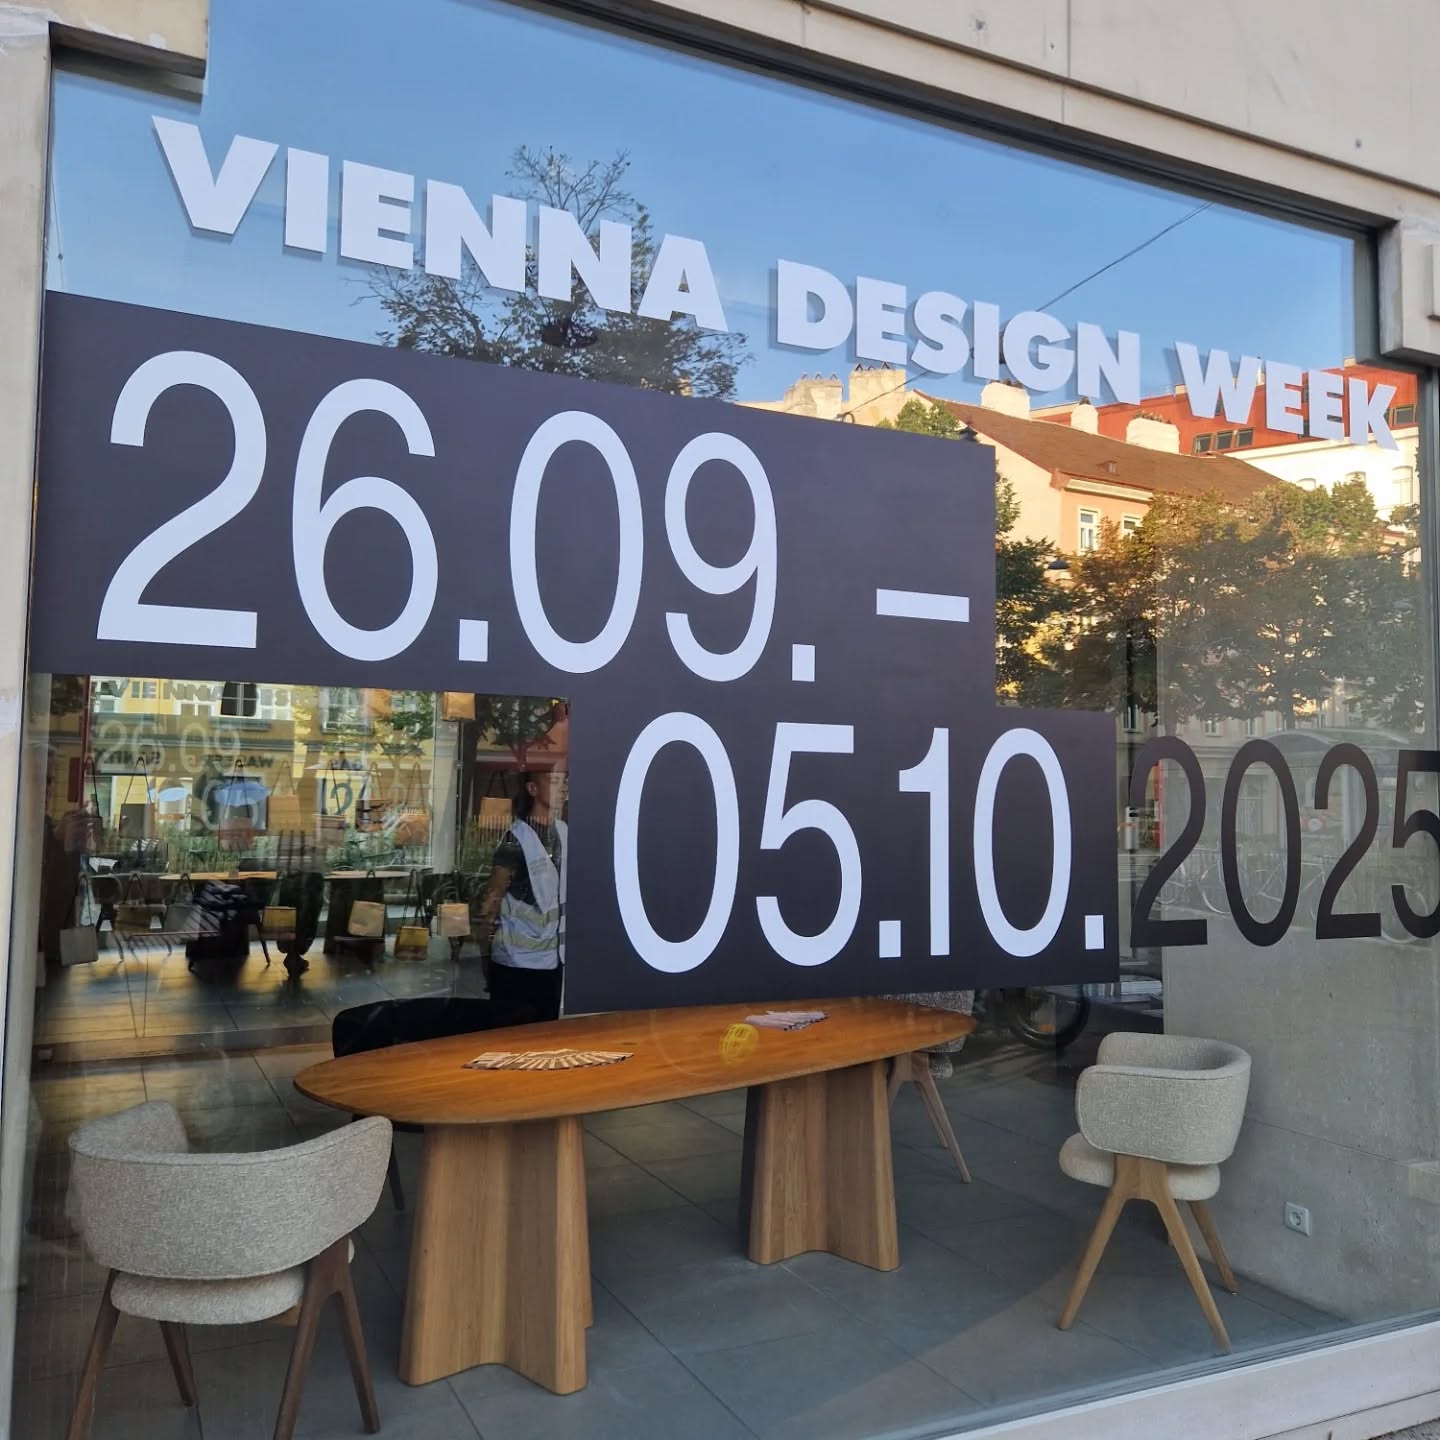 VIENNA DESIGN WEEK
26.09. –
05.10. 2025